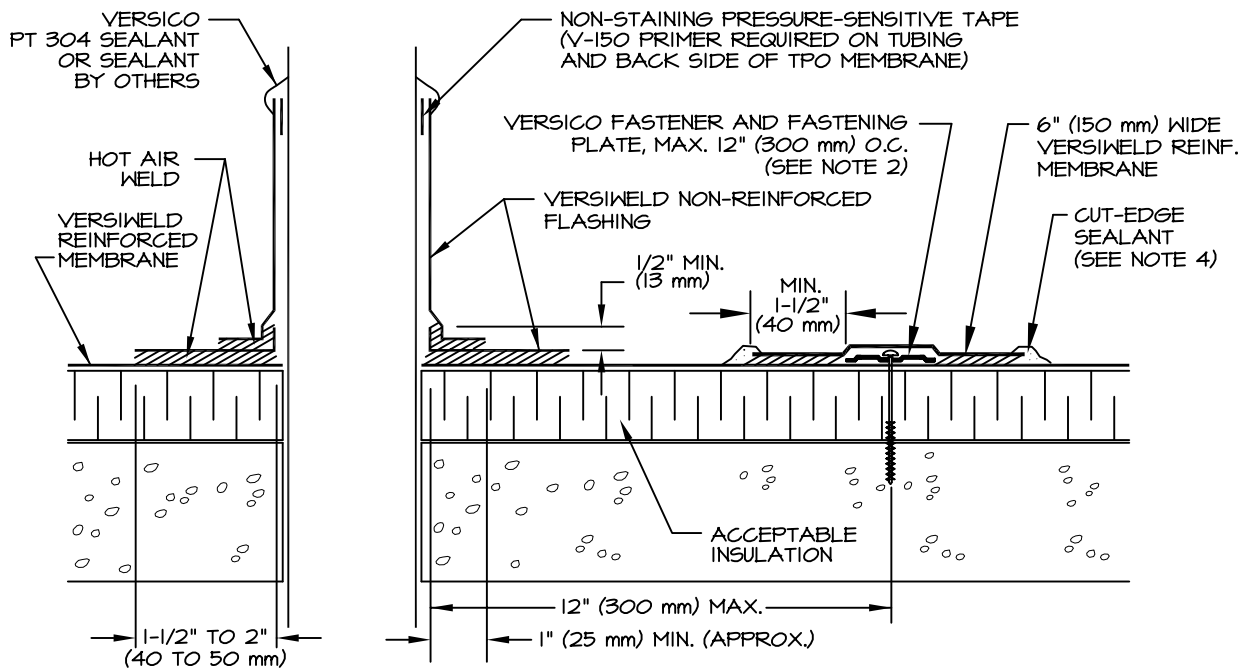 VERSICO
PT 304 SEALANT
OR SEALANT
BY OTHERS
NON-STAINING PRESSURE-SENSITIVE TAPE
(V-150 PRIMER REQUIRED ON TUBING
AND BACK SIDE OF TPO MEMBRANE)
VERSICO FASTENER AND FASTENING
PLATE, MAX. 12" (300 mm) O.C.
(SEE NOTE 2)
6" (150 mm) WIDE
VERSIWELD REINF.
MEMBRANE
HOT AIR
WELD
VERSIWELD NON-REINFORCED
FLASHING
VERSIWELD
REINFORCED
MEMBRANE
CUT-EDGE
SEALANT
(SEE NOTE 4)
1/2" MIN.
(13 mm)
MIN.
1-1/2"
(40 mm)
ACCEPTABLE
INSULATION
12" (300 mm) MAX.
1-1/2" TO 2"
(40 TO 50 mm)
1" (25 mm) MIN. (APPROX.)